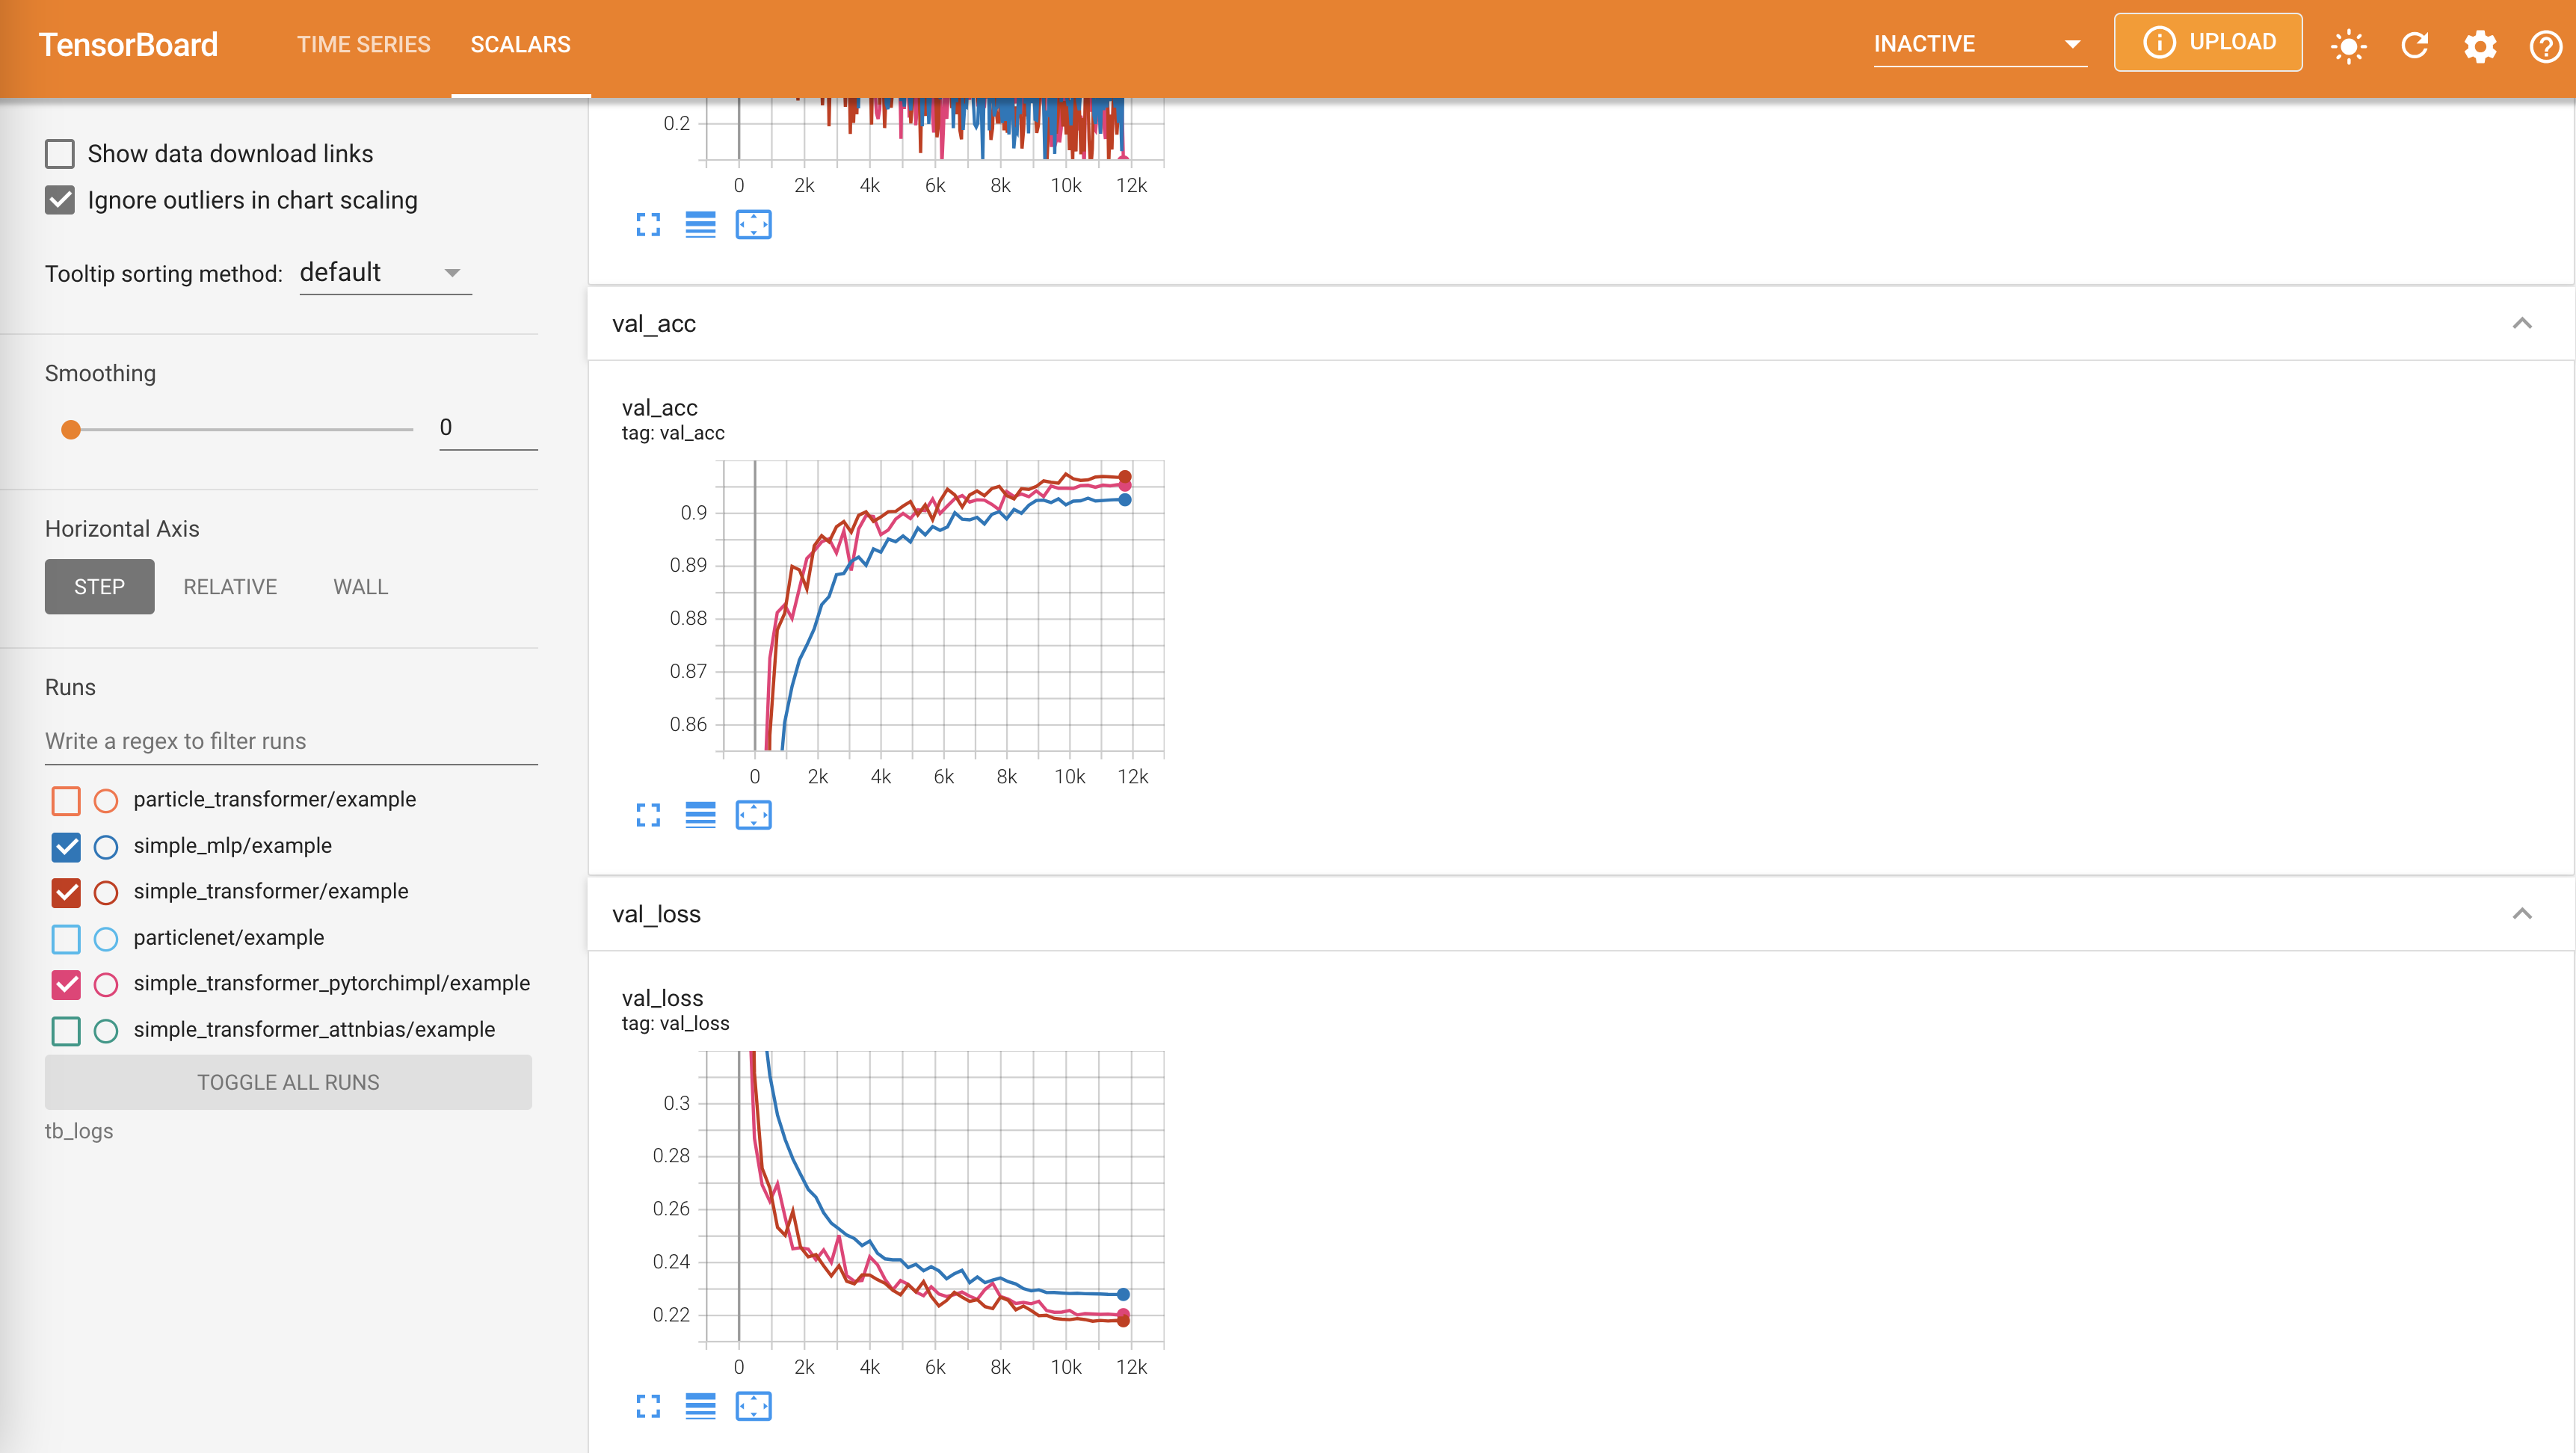 TensorBoard
TIME SERIES
SCALARS
INACTIVE
UPLOAD
Show data download links
Ignore outliers in chart scaling
Tooltip sorting method: default
Smoothing
0
Horizontal Axis
STEP RELATIVE WALL
Runs
Write a regex to filter runs
particle_transformer/example
simple_mlp/example
simple_transformer/example
particlenet/example
simple_transformer_pytorchimpl/example
simple_transformer_attnbias/example
TOGGLE ALL RUNS
tb_logs
0.2
0 2k 4k 6k 8k 10k 12k
val_acc
val_acc
tag: val_acc
0.9
0.89
0.88
0.87
0.86
0 2k 4k 6k 8k 10k 12k
val_loss
val_loss
tag: val_loss
0.3
0.28
0.26
0.24
0.22
0 2k 4k 6k 8k 10k 12k